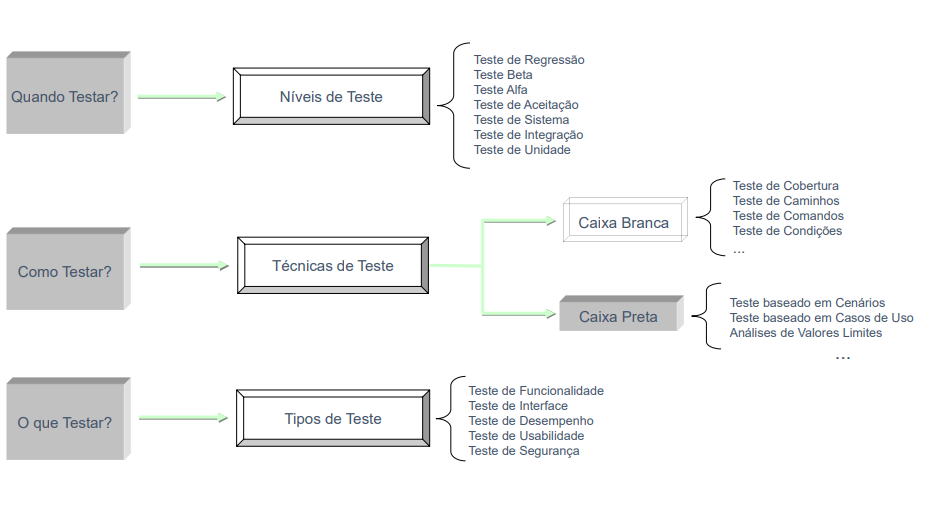 Quando Testar?
Níveis de Teste
Teste de Regressão
Teste Beta
Teste Alfa
Teste de Aceitação
Teste de Sistema
Teste de Integração
Teste de Unidade
Como Testar?
Técnicas de Teste
Caixa Branca
Teste de Cobertura
Teste de Caminhos
Teste de Comandos
Teste de Condições
...
Caixa Preta
Teste baseado em Cenários
Teste baseado em Casos de Uso
Análises de Valores Limites
...
O que Testar?
Tipos de Teste
Teste de Funcionalidade
Teste de Interface
Teste de Desempenho
Teste de Usabilidade
Teste de Segurança